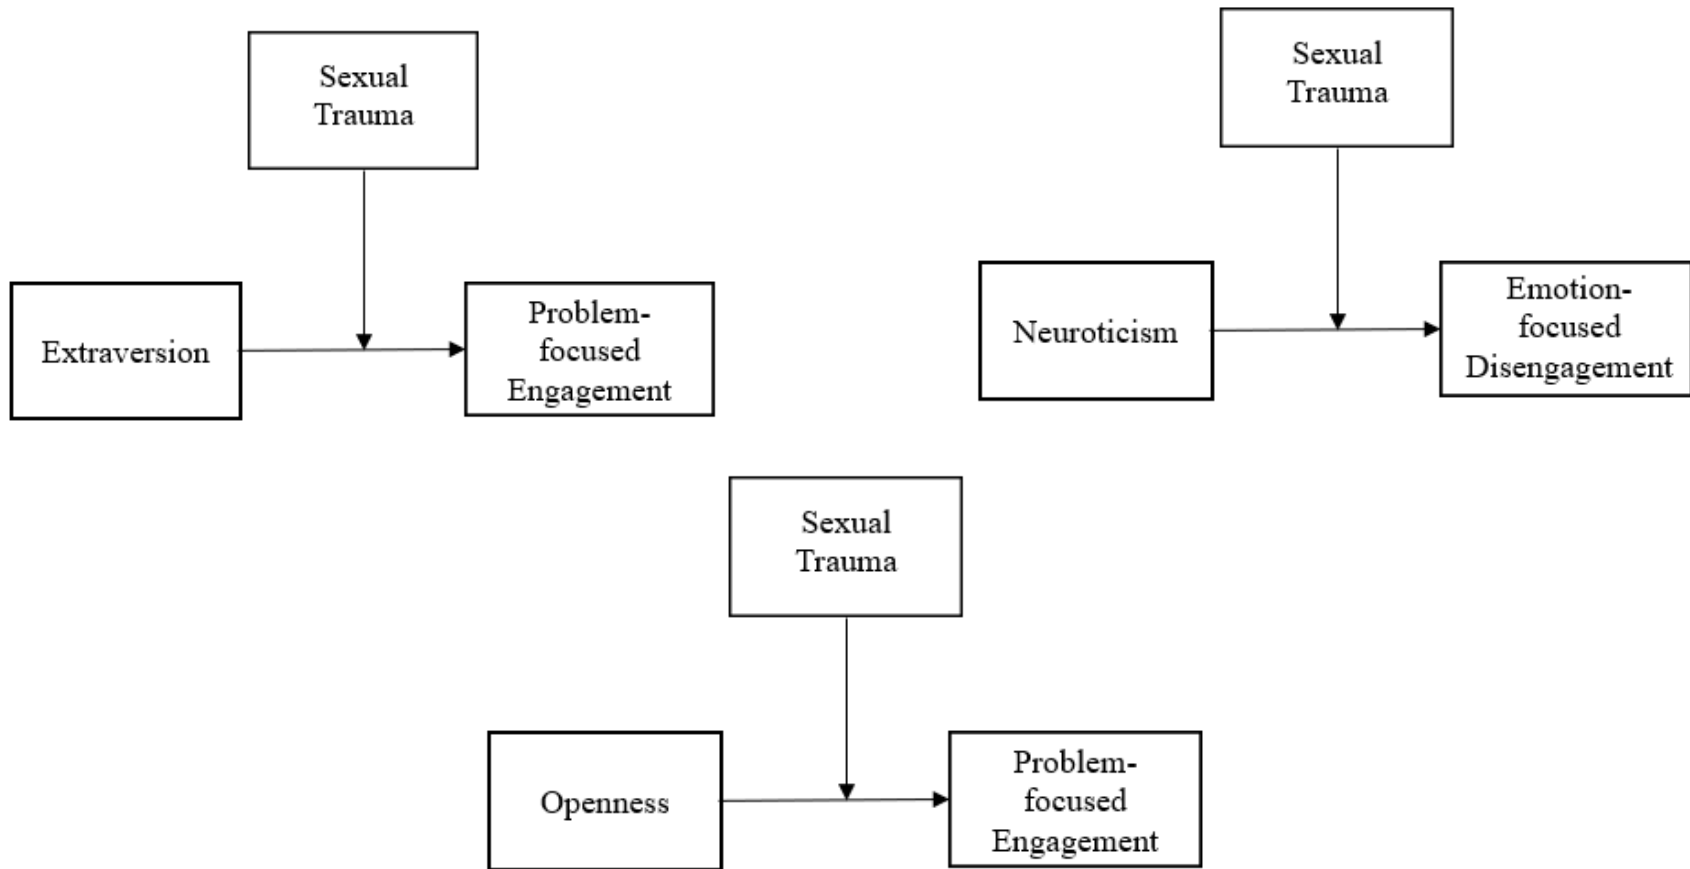 Sexual
Trauma
Extraversion
Problem-
focused
Engagement
Sexual
Trauma
Neuroticism
Emotion-
focused
Disengagement
Sexual
Trauma
Openness
Problem-
focused
Engagement